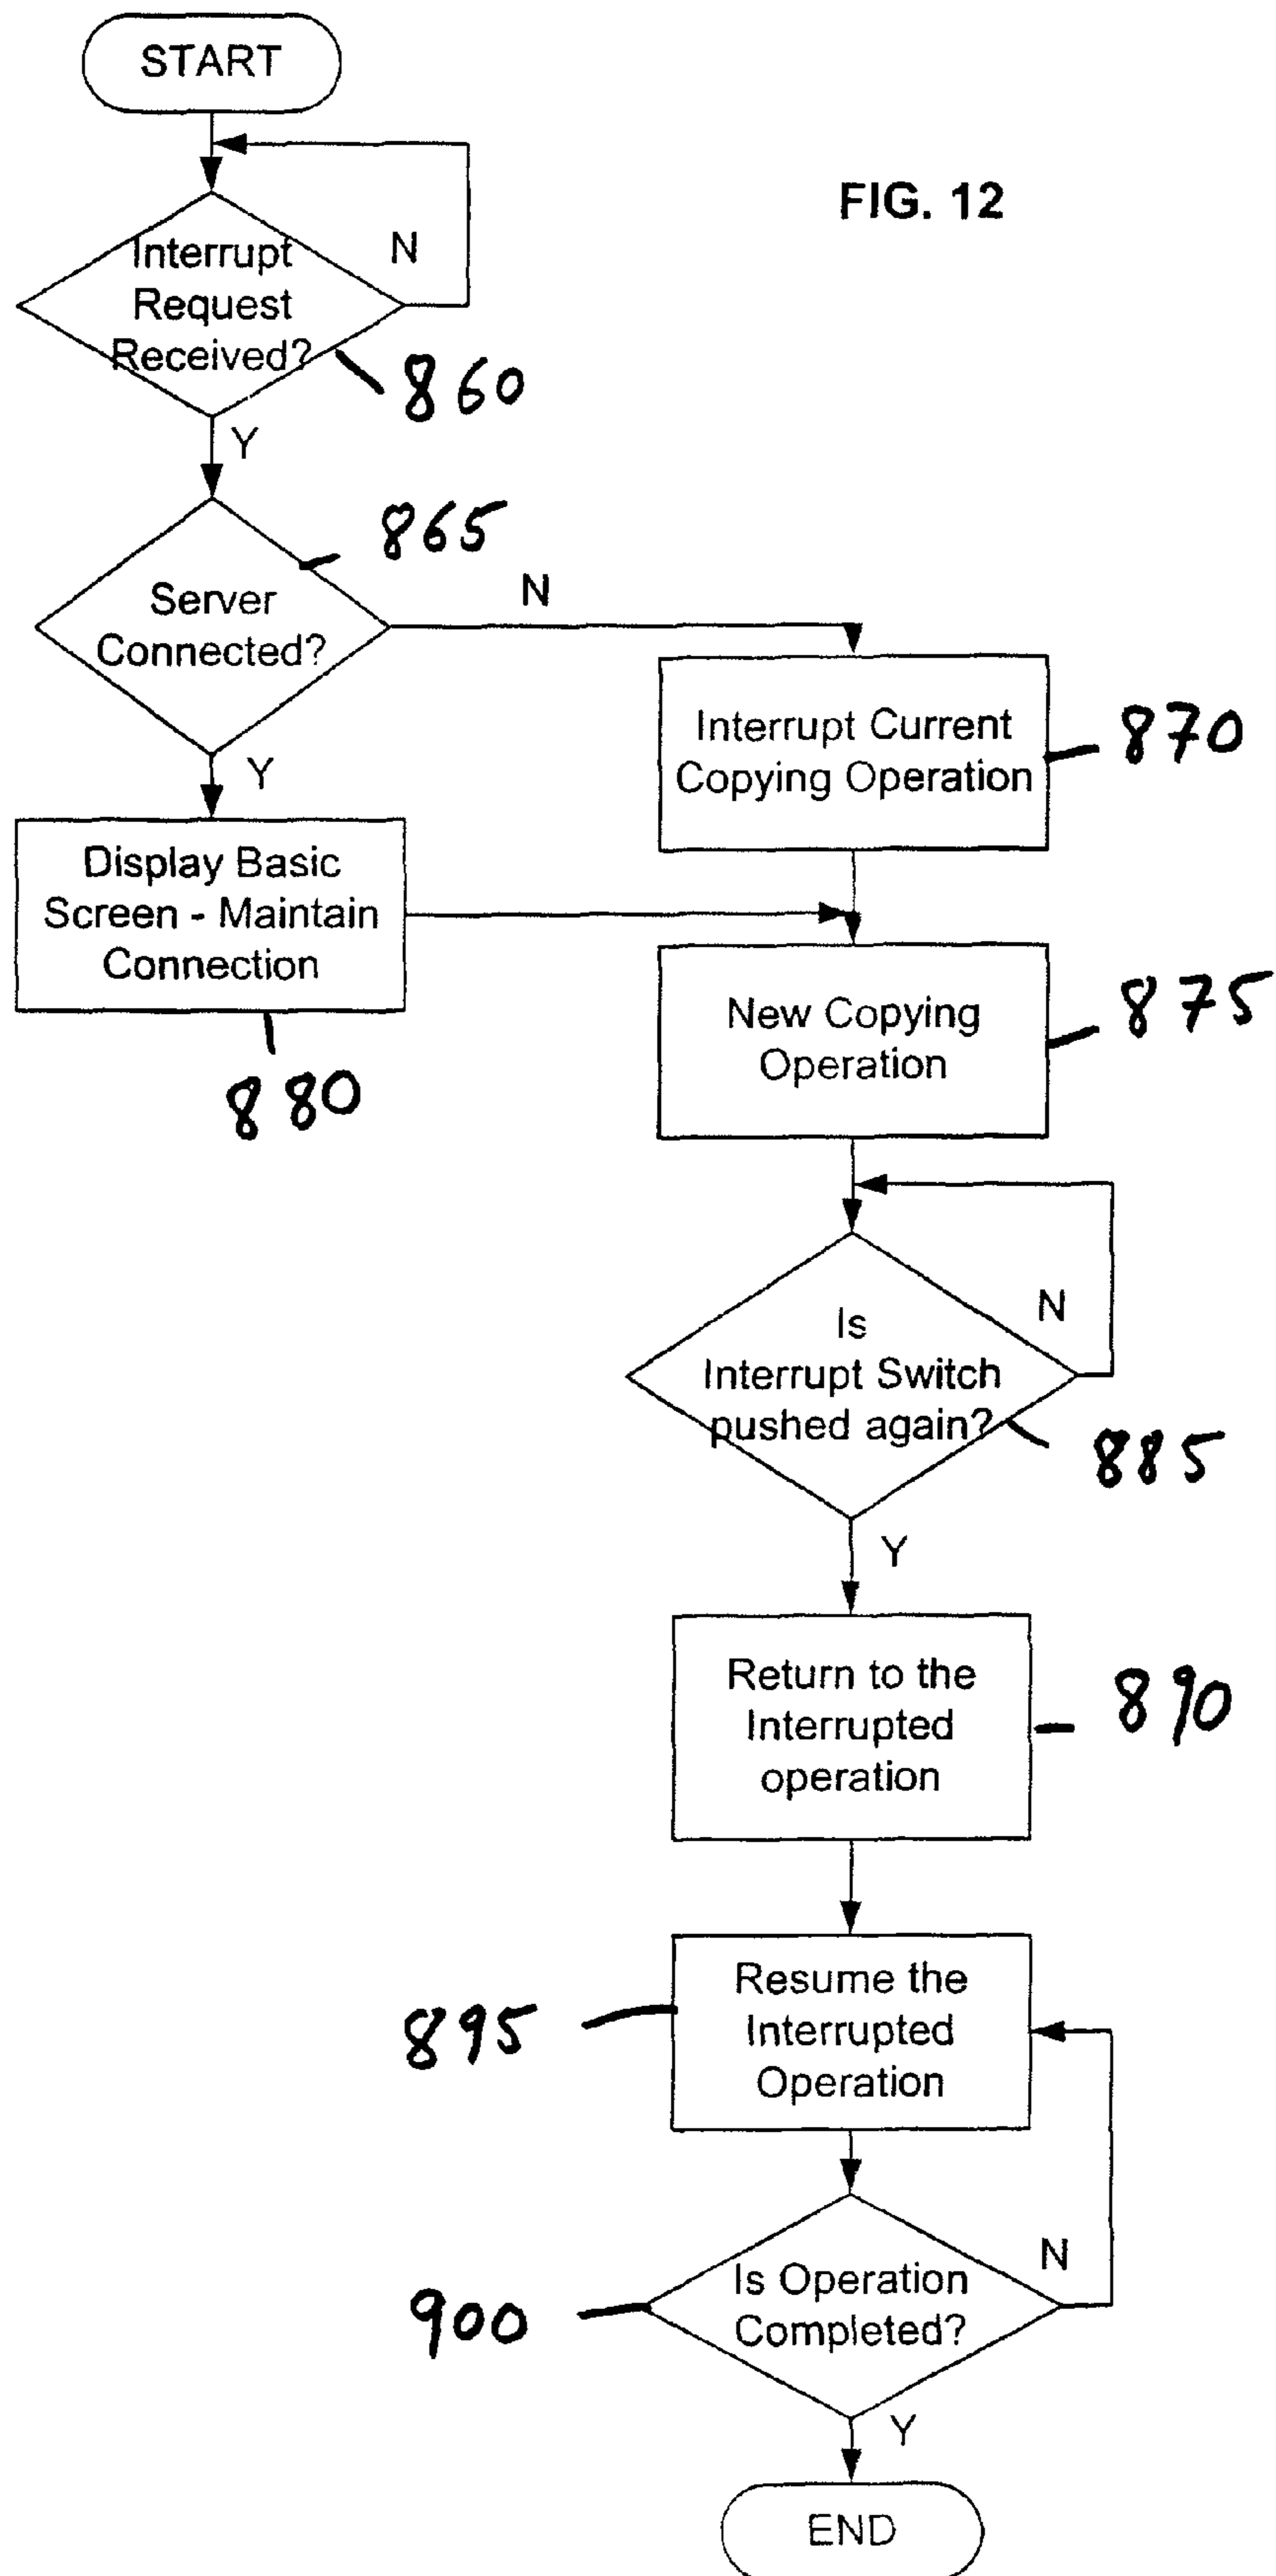 START
FIG. 12
N
Interrupt
Request
Received?
860
Y
865
Server
Connected?
N
Y
Interrupt Current
Copying Operation
870
Display Basic
Screen - Maintain
Connection
880
New Copying
Operation
875
N
Is
Interrupt Switch
pushed again?
885
Y
Return to the
Interrupted
operation
890
Resume the
Interrupted
Operation
895
N
Is Operation
Completed?
900
Y
END